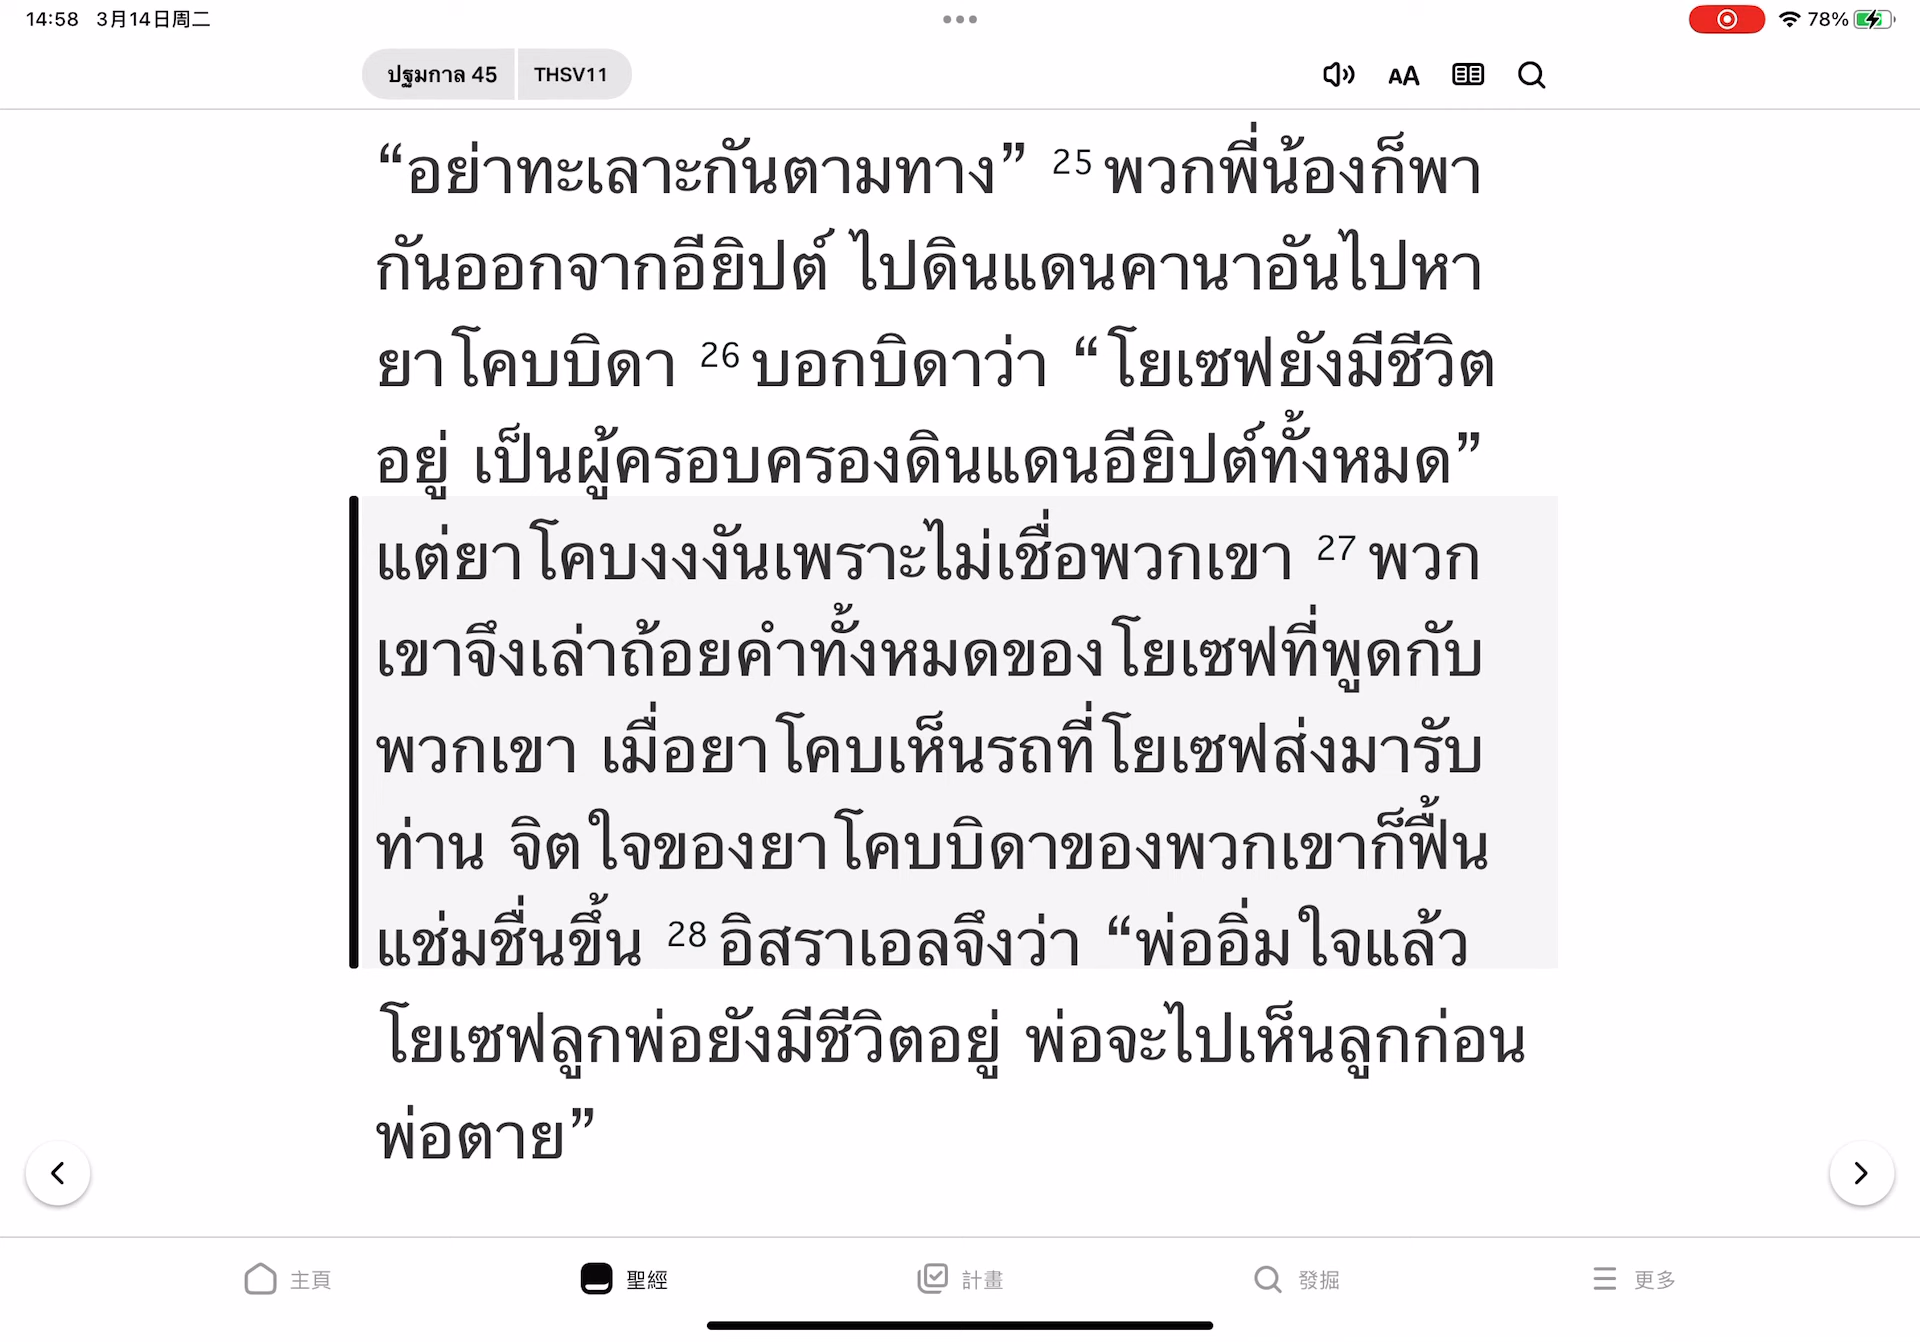 14:58 3月14日周二
78%
ปฐมกาล 45 THSV11
AA
“อย่าทะเลาะกันตามทาง” 25 พวกพี่น้องก็พา
กันออกจากอียิปต์ ไปดินแดนคานาอันไปหา
ยาโคบบิดา 26 บอกบิดาว่า “โยเซฟยังมีชีวิต
อยู่ เป็นผู้ครอบครองดินแดนอียิปต์ทั้งหมด”
แต่ยาโคบงงงันเพราะไม่เชื่อพวกเขา 27 พวก
เขาจึงเล่าถ้อยคำทั้งหมดของโยเซฟที่พูดกับ
พวกเขา เมื่อยาโคบเห็นรถที่โยเซฟส่งมารับ
ท่าน จิตใจของยาโคบบิดาของพวกเขาก็ฟื้น
แช่มชื่นขึ้น 28 อิสราเอลจึงว่า “พ่ออิ่มใจแล้ว
โยเซฟลูกพ่อยังมีชีวิตอยู่ พ่อจะไปเห็นลูกก่อน
พ่อตาย”
主頁 聖經 計畫 發掘 更多